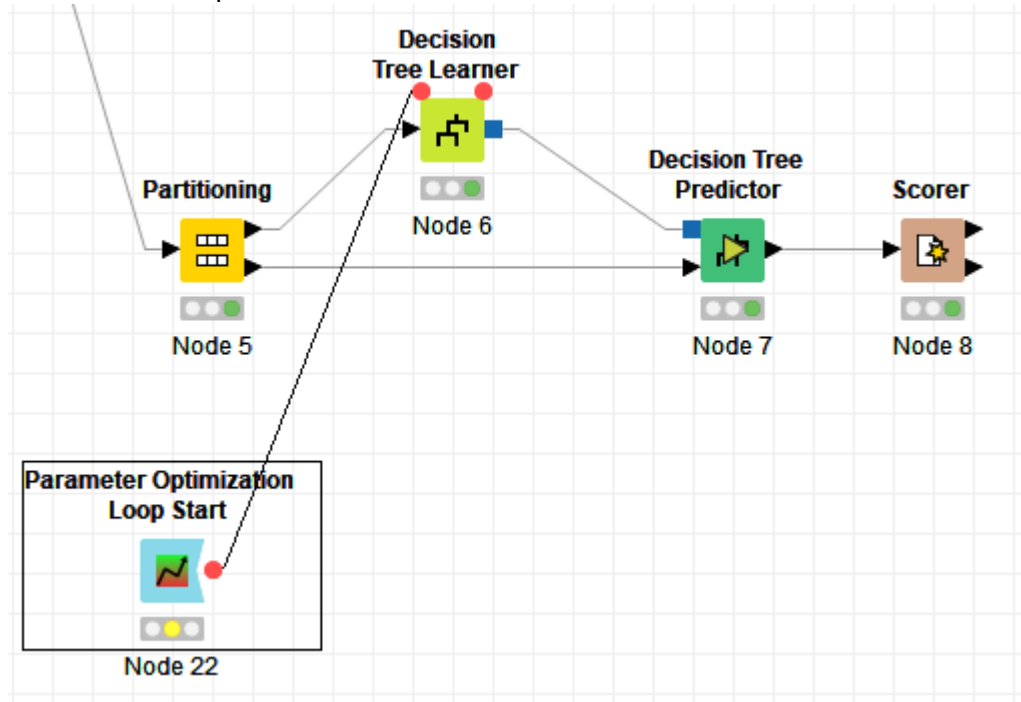 Decision
Tree Learner
Node 6
Partitioning
Node 5
Decision Tree
Predictor
Node 7
Scorer
Node 8
Parameter Optimization
Loop Start
Node 22